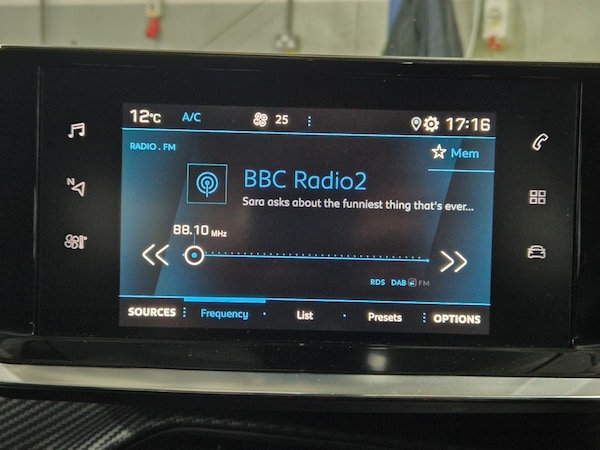 12°C A/C 25 17:16
RADIO . FM
Mem
BBC Radio2
Sara asks about the funniest thing that's ever...
88.10 MHz
N
RDS DAB FM
SOURCES Frequency List Presets OPTIONS